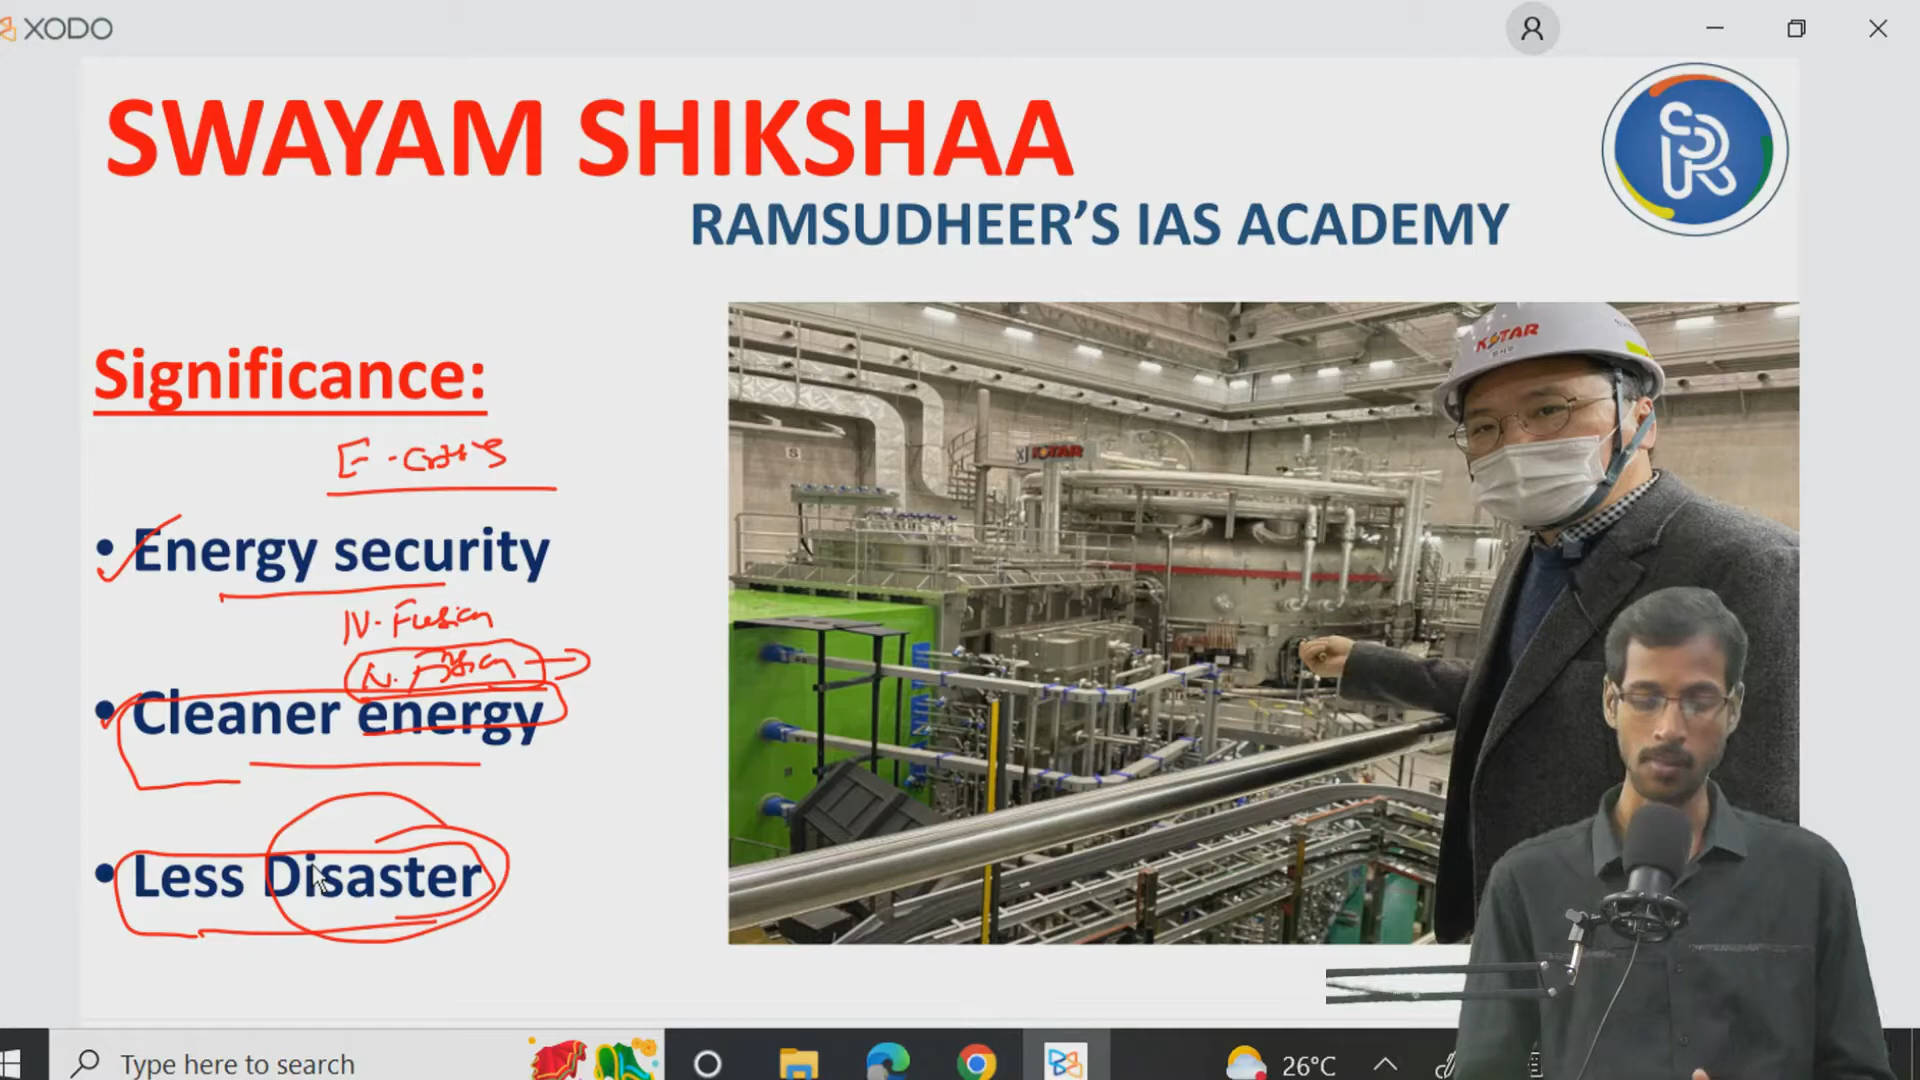 XODO
SWAYAM SHIKSHAA
RAMSUDHEER’S IAS ACADEMY
Significance:
• Energy security
N. Fusion
• Cleaner energy
• Less Disaster
KSTAR
KSTAR
S
Type here to search
26°C